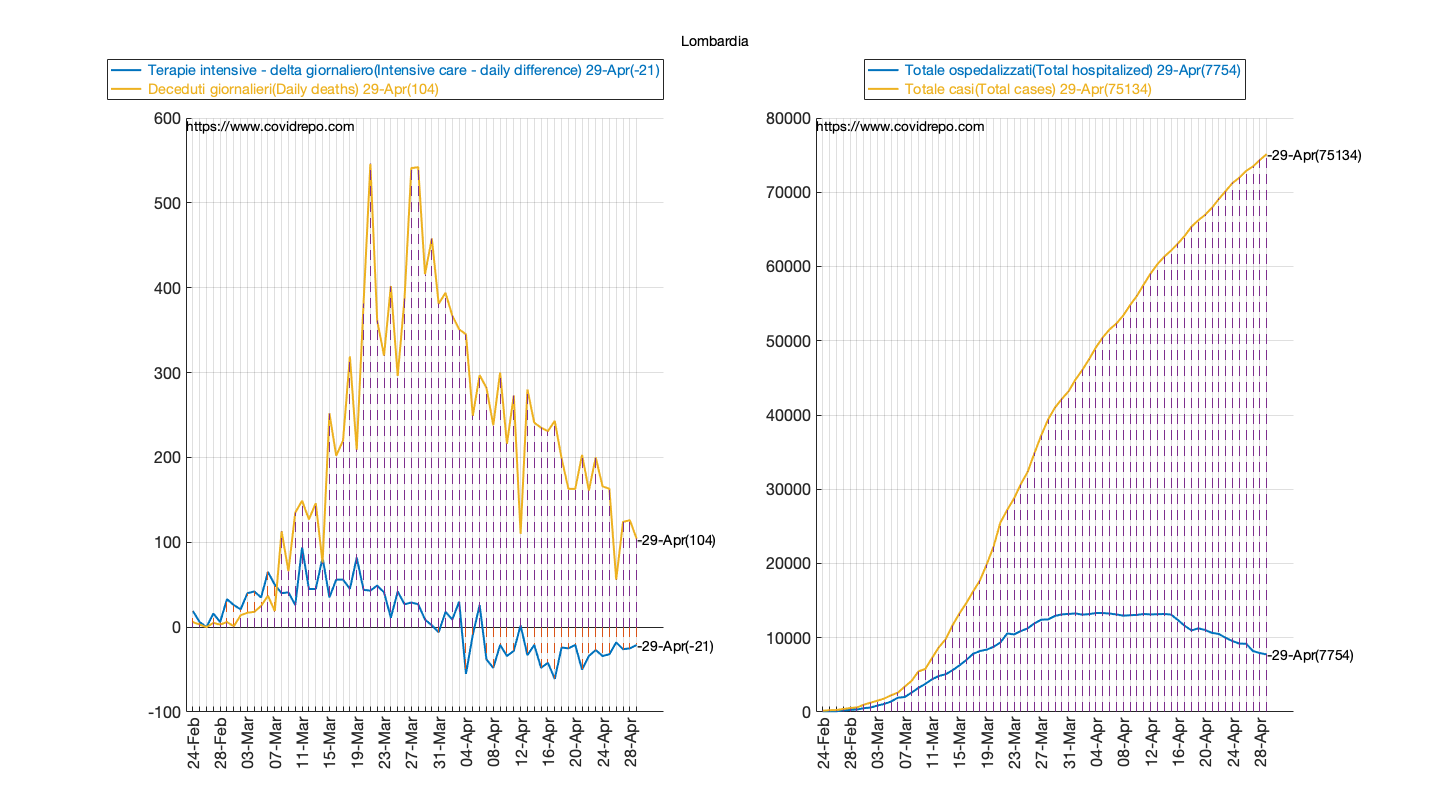 Lombardia
Terapie intensive - delta giornaliero(Intensive care - daily difference) 29-Apr(-21)
Deceduti giornalieri(Daily deaths) 29-Apr(104)
600
https://www.covidrepo.com
500
400
300
200
100
0
-100
-29-Apr(104)
-29-Apr(-21)
24-Feb
28-Feb
03-Mar
07-Mar
11-Mar
15-Mar
19-Mar
23-Mar
27-Mar
31-Mar
04-Apr
08-Apr
12-Apr
16-Apr
20-Apr
24-Apr
28-Apr
Totale ospedalizzati(Total hospitalized) 29-Apr(7754)
Totale casi(Total cases) 29-Apr(75134)
80000
https://www.covidrepo.com
70000
60000
50000
40000
30000
20000
10000
0
-29-Apr(75134)
-29-Apr(7754)
24-Feb
28-Feb
03-Mar
07-Mar
11-Mar
15-Mar
19-Mar
23-Mar
27-Mar
31-Mar
04-Apr
08-Apr
12-Apr
16-Apr
20-Apr
24-Apr
28-Apr